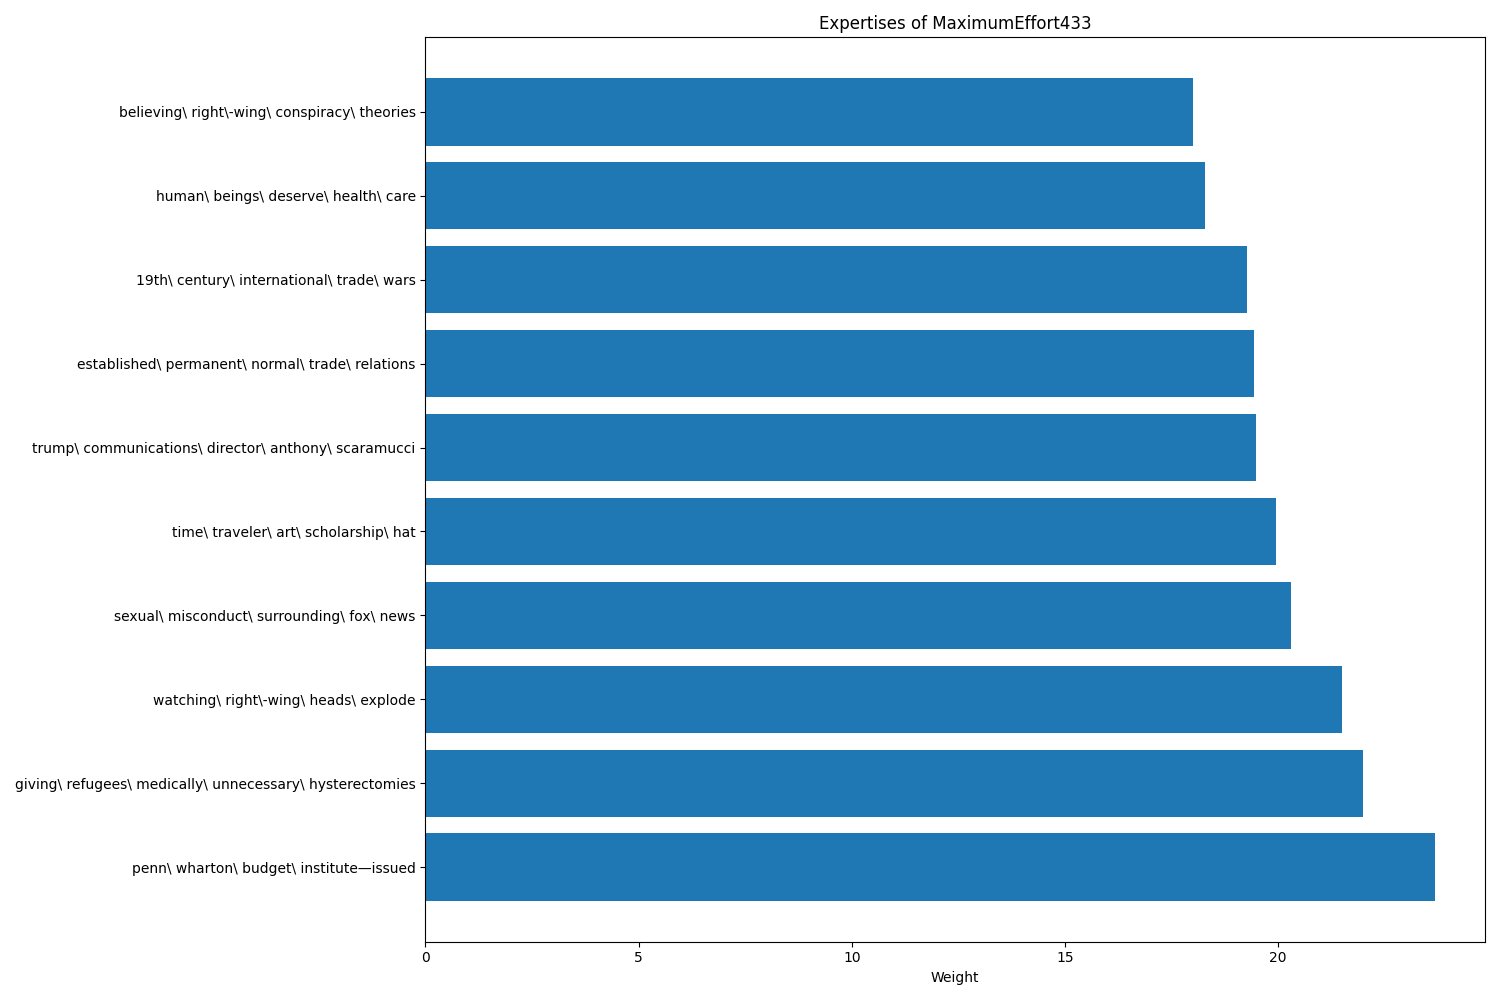 Expertises of MaximumEffort433
believing\ right\-wing\ conspiracy\ theories
human\ beings\ deserve\ health\ care
19th\ century\ international\ trade\ wars
established\ permanent\ normal\ trade\ relations
trump\ communications\ director\ anthony\ scaramucci
time\ traveler\ art\ scholarship\ hat
sexual\ misconduct\ surrounding\ fox\ news
watching\ right\-wing\ heads\ explode
giving\ refugees\ medically\ unnecessary\ hysterectomies
penn\ wharton\ budget\ institute—issued
0 5 10 15 20
Weight